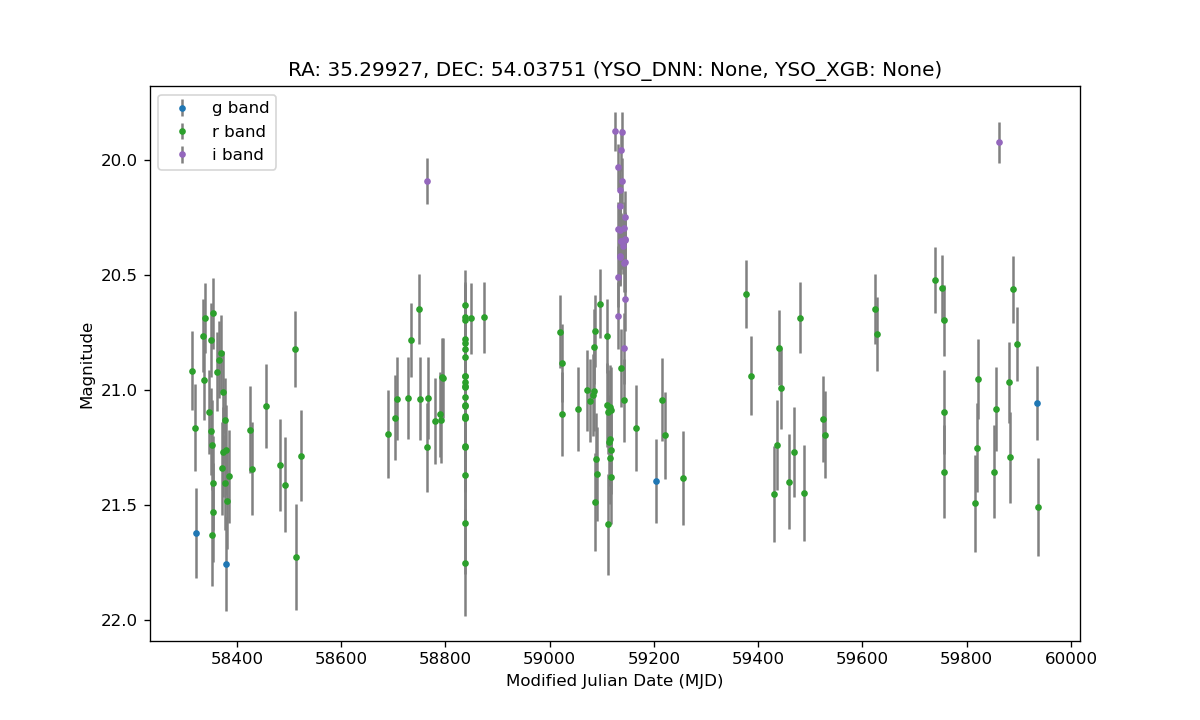 RA: 35.29927, DEC: 54.03751 (YSO_DNN: None, YSO_XGB: None)
g band
r band
i band
20.0
20.5
21.0
21.5
22.0
Magnitude
58400 58600 58800 59000 59200 59400 59600 59800 60000
Modified Julian Date (MJD)